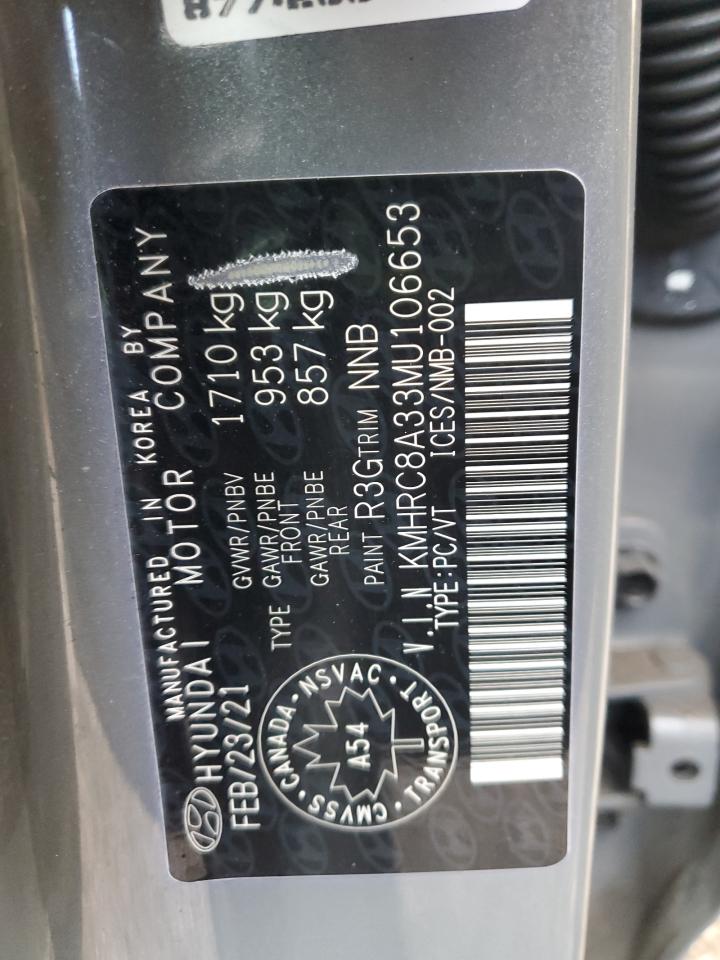 MANUFACTURED IN KOREA BY
HYUNDAI MOTOR COMPANY
FEB/23/21
GVWR/PNBV 1710 kg
TYPE GAWR/PNBE FRONT 953 kg
GAWR/PNBE REAR 857 kg
PAINT R3G TRIM NNB
V.I.N KMHRC8A33MU106653
TYPE:PC/VT ICES/NMB-002
CANADA · NSVAC · TRANSPORT · CMVSS ·
A54